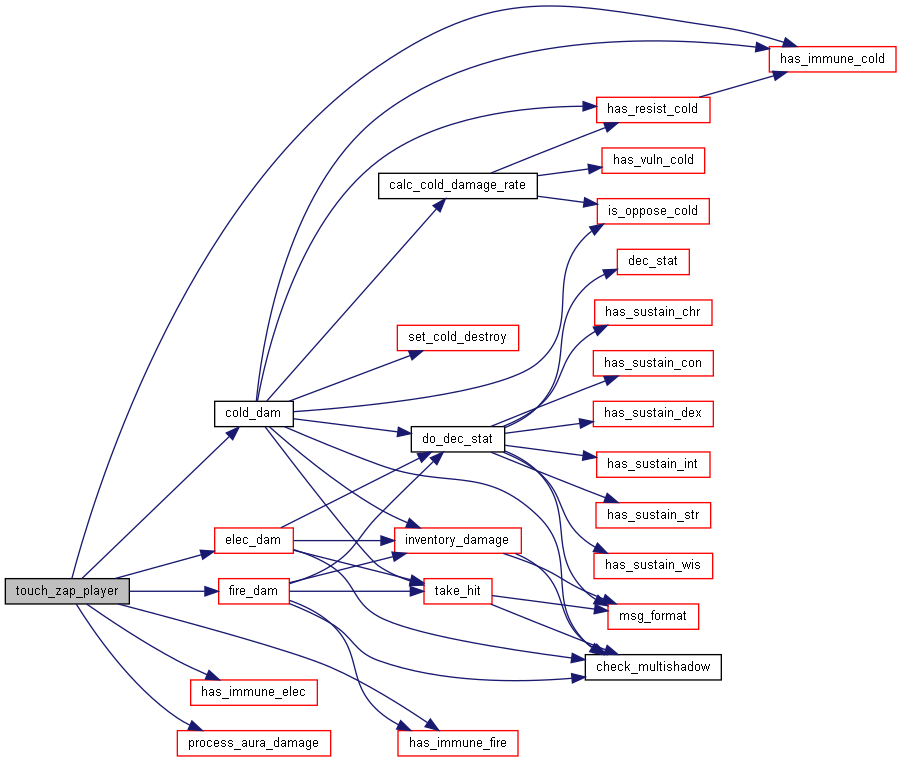 has_immune_cold
has_resist_cold
has_vuln_cold
calc_cold_damage_rate
is_oppose_cold
dec_stat
has_sustain_chr
set_cold_destroy
has_sustain_con
cold_dam
has_sustain_dex
do_dec_stat
has_sustain_int
has_sustain_str
elec_dam
inventory_damage
has_sustain_wis
touch_zap_player
fire_dam
take_hit
msg_format
check_multishadow
has_immune_elec
process_aura_damage
has_immune_fire